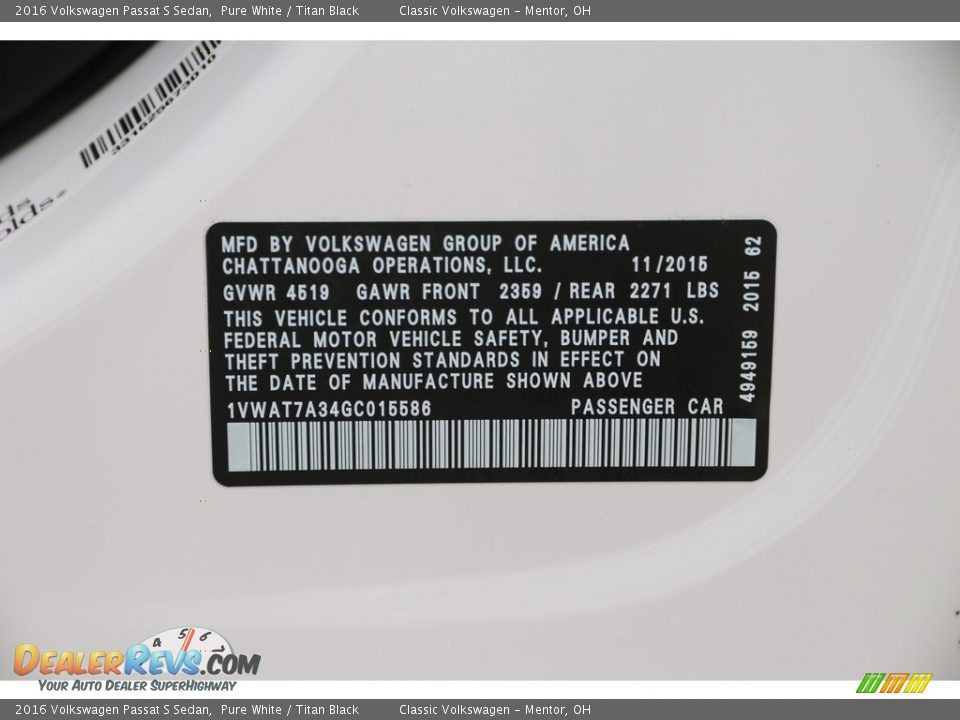 2016 Volkswagen Passat S Sedan,  Pure White / Titan Black          Classic Volkswagen - Mentor, OH
MFD BY VOLKSWAGEN GROUP OF AMERICA
CHATTANOOGA OPERATIONS, LLC.          11/2015
GVWR 4519   GAWR FRONT  2359 / REAR 2271 LBS
THIS VEHICLE CONFORMS TO ALL APPLICABLE U.S.
FEDERAL MOTOR VEHICLE SAFETY, BUMPER AND
THEFT PREVENTION STANDARDS IN EFFECT ON
THE DATE OF MANUFACTURE SHOWN ABOVE
1VWAT7A34GC015586          PASSENGER CAR
4949159  2015  62
4 5 6
DEALERREVS.COM
YOUR AUTO DEALER SUPERHIGHWAY
2016 Volkswagen Passat S Sedan,  Pure White / Titan Black          Classic Volkswagen - Mentor, OH